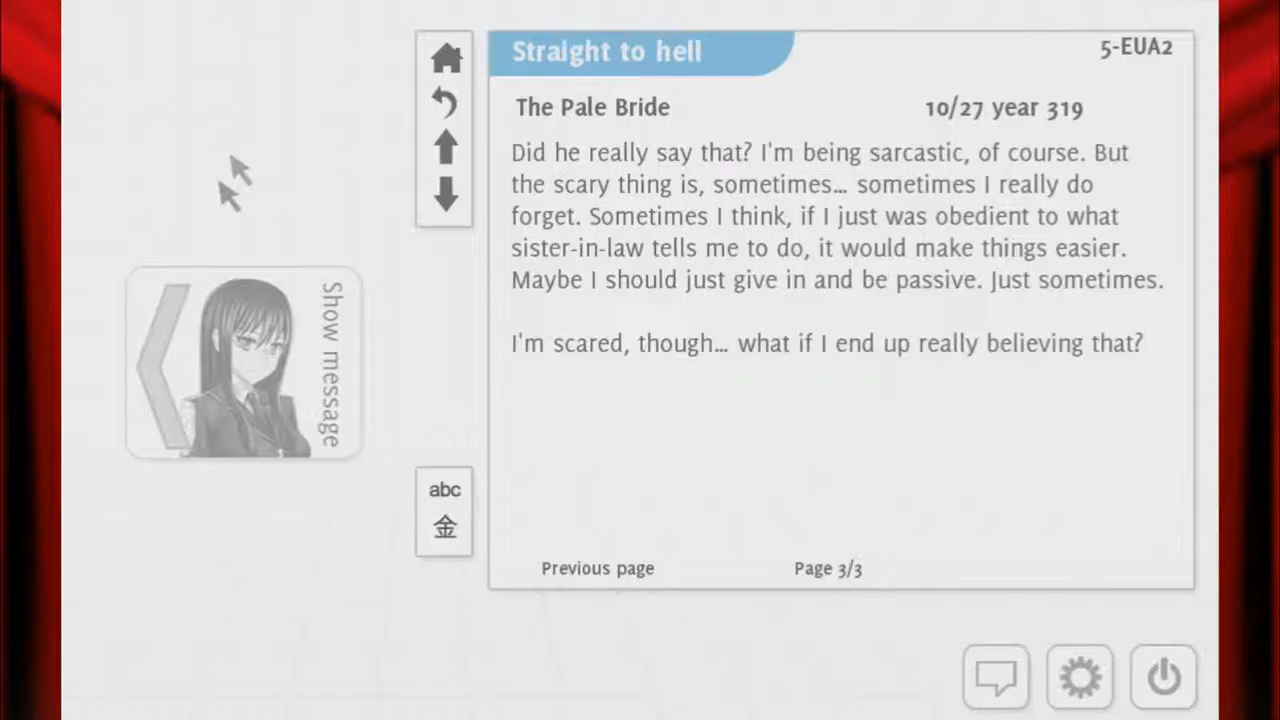 Straight to hell
5-EUA2
The Pale Bride
10/27 year 319
Did he really say that? I'm being sarcastic, of course. But
the scary thing is, sometimes... sometimes I really do
forget. Sometimes I think, if I just was obedient to what
sister-in-law tells me to do, it would make things easier.
Maybe I should just give in and be passive. Just sometimes.
I'm scared, though... what if I end up really believing that?
Show message
abc
金
Previous page
Page 3/3